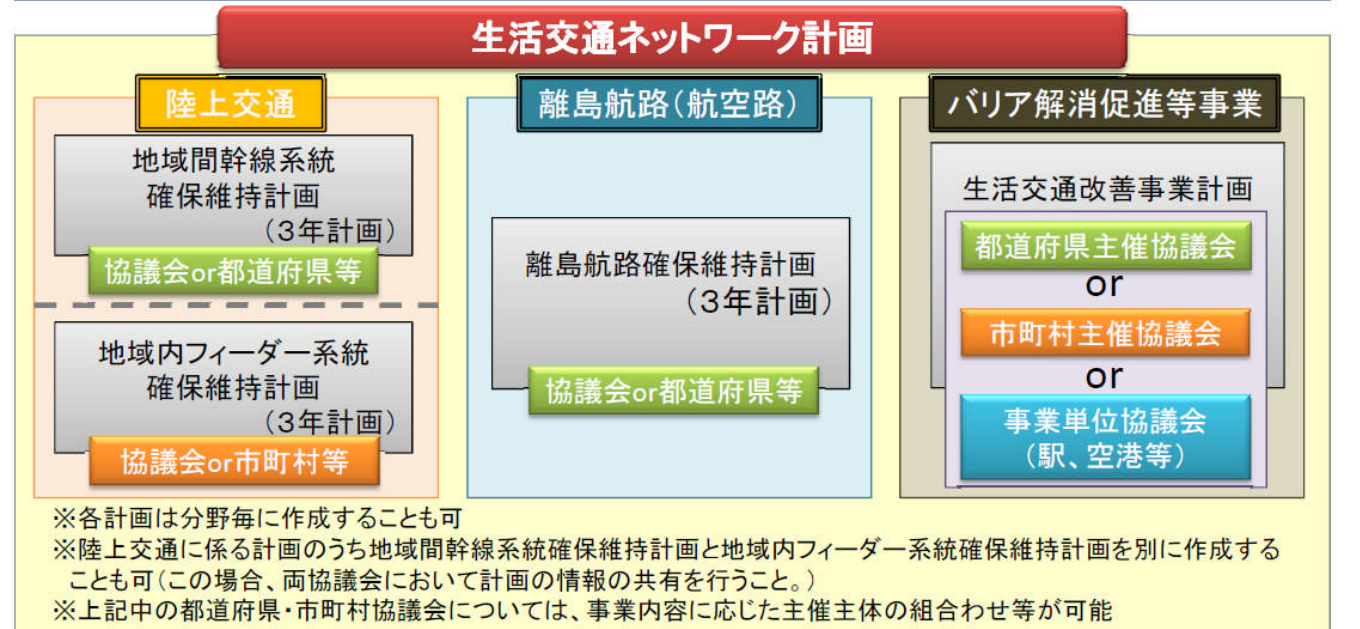 生活交通ネットワーク計画
陸上交通
地域間幹線系統
確保維持計画
(3年計画)
協議会or都道府県等
地域内フィーダー系統
確保維持計画
(3年計画)
協議会or市町村等
離島航路(航空路)
離島航路確保維持計画
(3年計画)
協議会or都道府県等
バリア解消促進等事業
生活交通改善事業計画
都道府県主催協議会
or
市町村主催協議会
or
事業単位協議会
(駅、空港等)
※各計画は分野毎に作成することも可
※陸上交通に係る計画のうち地域間幹線系統確保維持計画と地域内フィーダー系統確保維持計画を別に作成する
ことも可(この場合、両協議会において計画の情報の共有を行うこと。)
※上記中の都道府県・市町村協議会については、事業内容に応じた主催主体の組合わせ等が可能